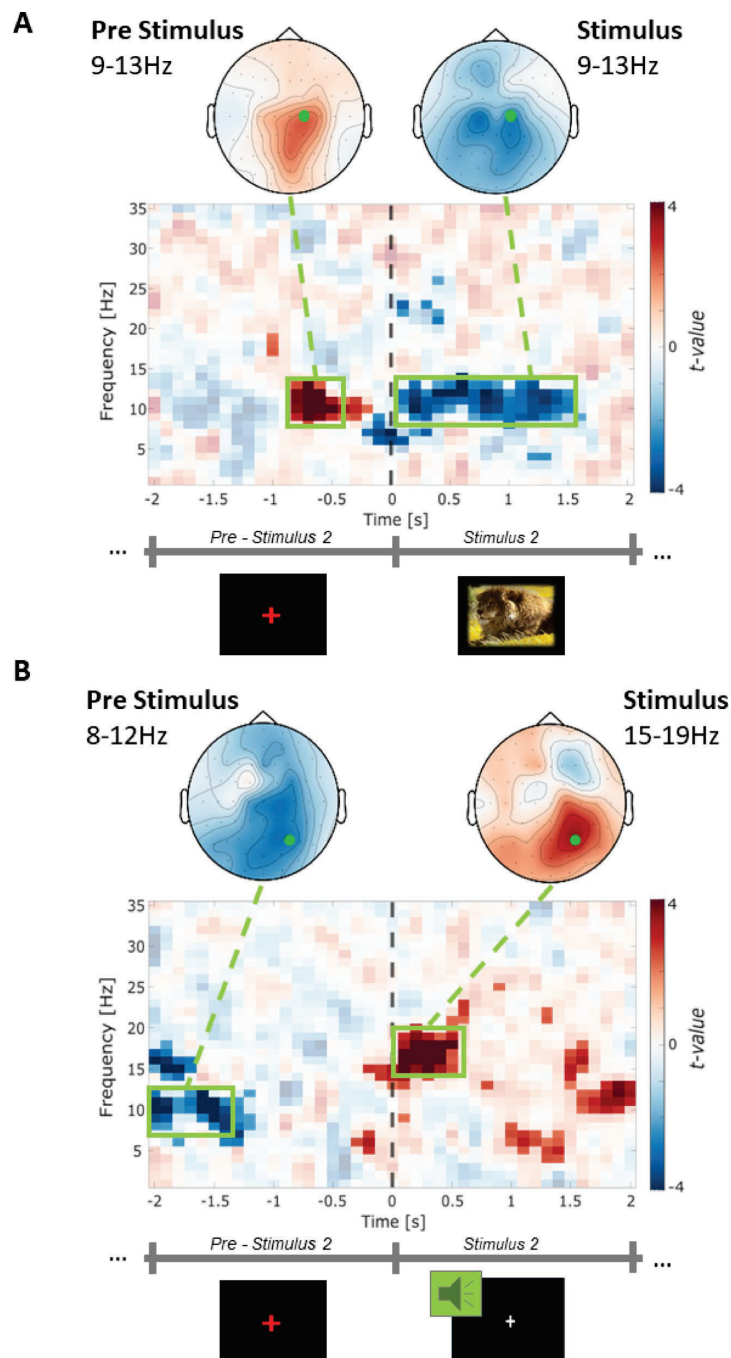 A
Pre Stimulus
9-13Hz
Stimulus
9-13Hz
35
30
25
20
15
10
5
Frequency [Hz]
-2
-1.5
-1
-0.5
0
0.5
1
1.5
2
Time [s]
4
2
0
-2
-4
t-value
...
Pre - Stimulus 2
Stimulus 2
...
B
Pre Stimulus
8-12Hz
Stimulus
15-19Hz
35
30
25
20
15
10
5
Frequency [Hz]
-2
-1.5
-1
-0.5
0
0.5
1
1.5
2
Time [s]
4
2
0
-2
-4
t-value
...
Pre - Stimulus 2
Stimulus 2
...